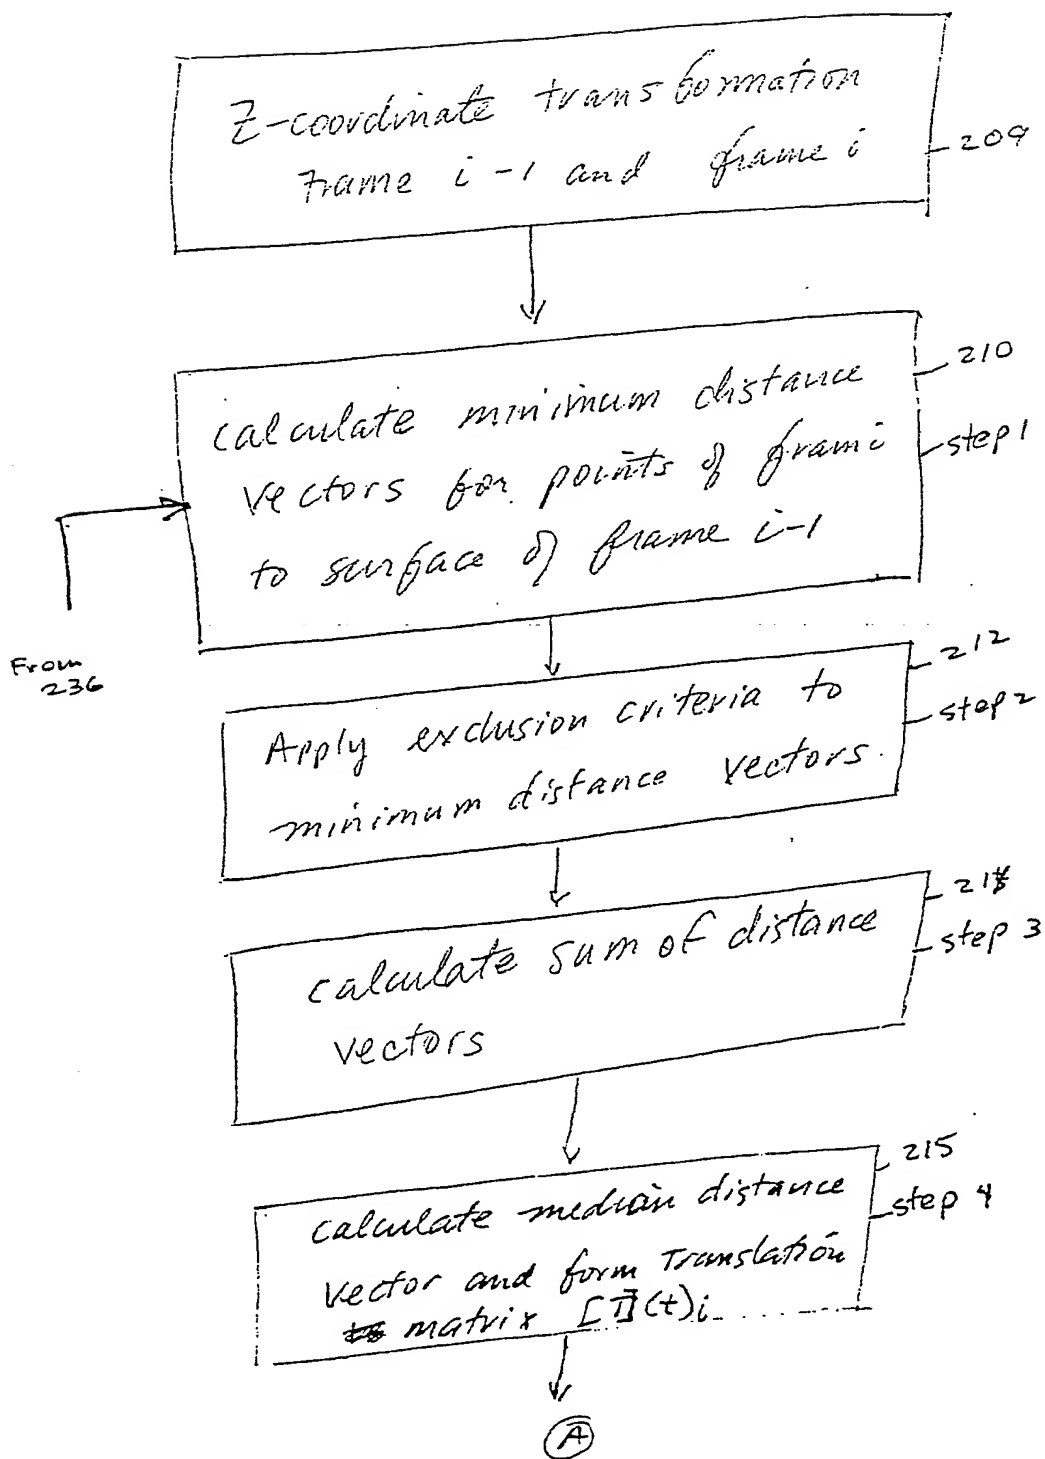 Z-coordinate transformation
Frame i-1 and frame i
209
210
calculate minimum distance
vectors for points of frami
step 1
to surface of frame i-1
From
236
212
Apply exclusion criteria to
step 2
minimum distance vectors.
calculate sum of distance
step 3
vectors
215
calculate median distance
step 4
vector and form Translation
matrix [T](t)i
A